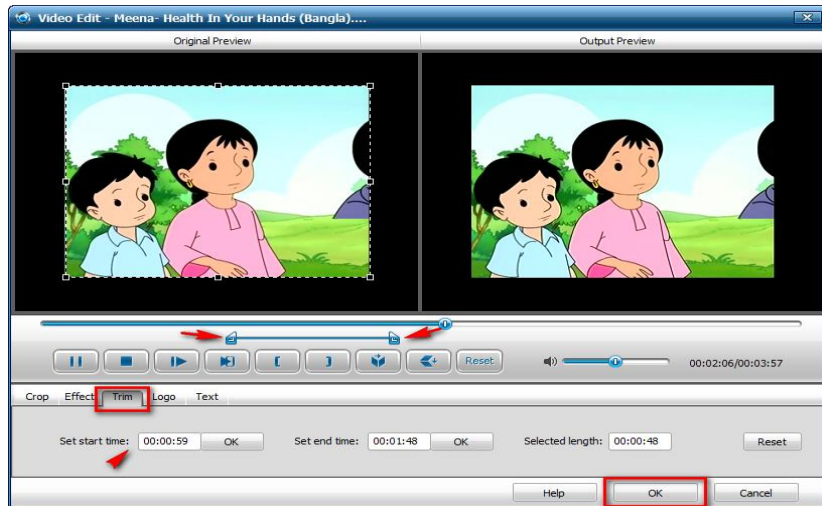 Video Edit - Meena- Health In Your Hands (Bangla)....
Original Preview Output Preview
Reset 00:02:06/00:03:57
Crop Effect Trim Logo Text
Set start time: 00:00:59 OK Set end time: 00:01:48 OK Selected length: 00:00:48 Reset
Help OK Cancel